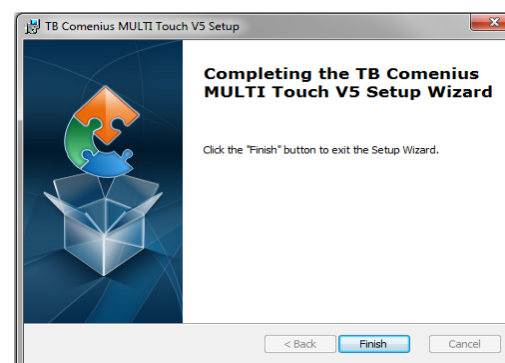 TB Comenius MULTI Touch V5 Setup
Completing the TB Comenius
MULTI Touch V5 Setup Wizard
Click the "Finish" button to exit the Setup Wizard.
< Back Finish Cancel